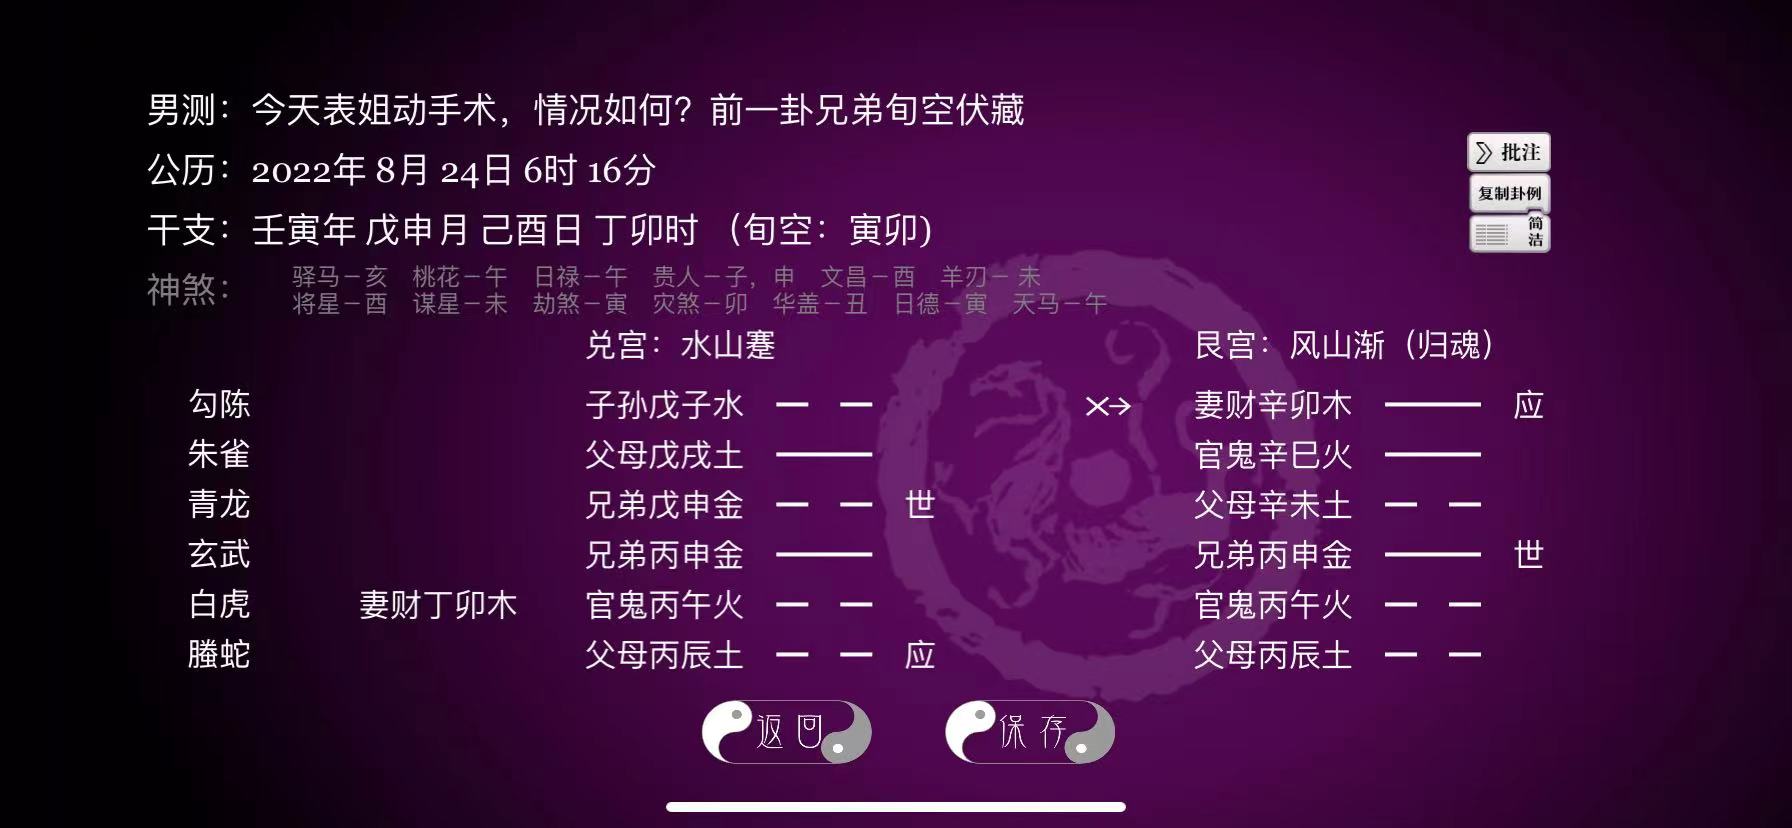 男测：今天表姐动手术，情况如何？前一卦兄弟旬空伏藏
公历：2022年 8月 24日 6时 16分
干支：壬寅年 戊申月 己酉日 丁卯时 （旬空：寅卯）
神煞：
驿马－亥 桃花－午 日禄－午 贵人－子，申 文昌－酉 羊刃－未
将星－酉 谋星－未 劫煞－寅 灾煞－卯 华盖－丑 日德－寅 天马－午
批注
复制卦例
简洁
兑宫：水山蹇 艮宫：风山渐（归魂）
勾陈 子孙戊子水 ×→ 妻财辛卯木 应
朱雀 父母戊戌土 官鬼辛巳火
青龙 兄弟戊申金 世 父母辛未土
玄武 兄弟丙申金 兄弟丙申金 世
白虎 妻财丁卯木 官鬼丙午火 官鬼丙午火
螣蛇 父母丙辰土 应 父母丙辰土
返回 保存